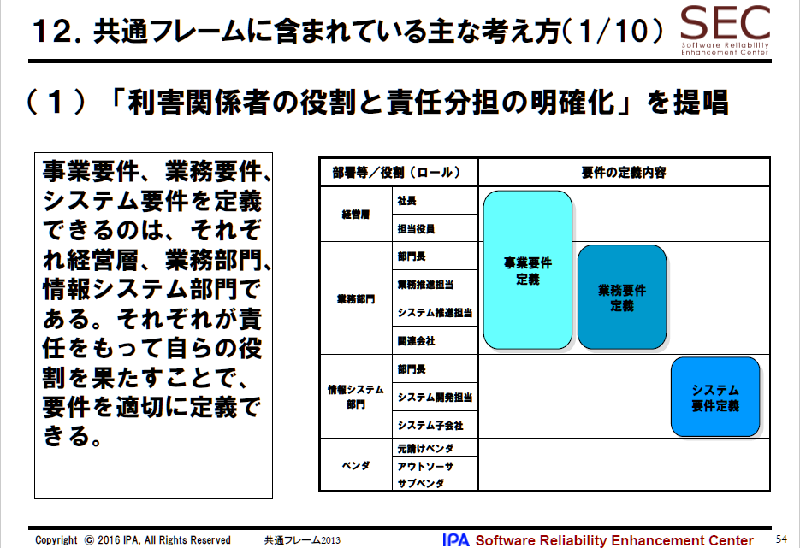 12．共通フレームに含まれている主な考え方(1/10)
SEC
Software Reliability
Enhancement Center
（１）「利害関係者の役割と責任分担の明確化」を提唱
事業要件、業務要件、
システム要件を定義
できるのは、それぞ
れ経営層、業務部門、
情報システム部門で
ある。それぞれが責
任をもって自らの役
割を果たすことで、
要件を適切に定義で
きる。
部署等／役割（ロール）
要件の定義内容
経営層
社長
担当役員
業務部門
部門長
業務推進担当
システム推進担当
関連会社
情報システム
部門
部門長
システム開発担当
システム子会社
ベンダ
元請けベンダ
アウトソーサ
サブベンダ
事業要件
定義
業務要件
定義
システム
要件定義
Copyright © 2016 IPA, All Rights Reserved
共通フレーム2013
IPA Software Reliability Enhancement Center
54